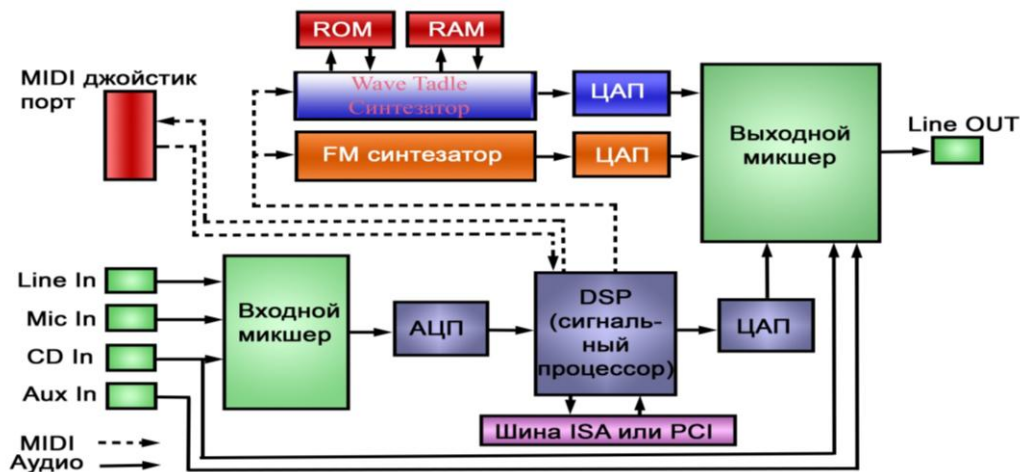 ROM
RAM
MIDI джойстик
порт
Wave Tadle
Синтезатор
ЦАП
FM синтезатор
ЦАП
Выходной
микшер
Line OUT
Line In
Mic In
CD In
Aux In
Входной
микшер
АЦП
DSP
(сигналь-
ный
процессор)
ЦАП
Шина ISA или PCI
MIDI
Аудио